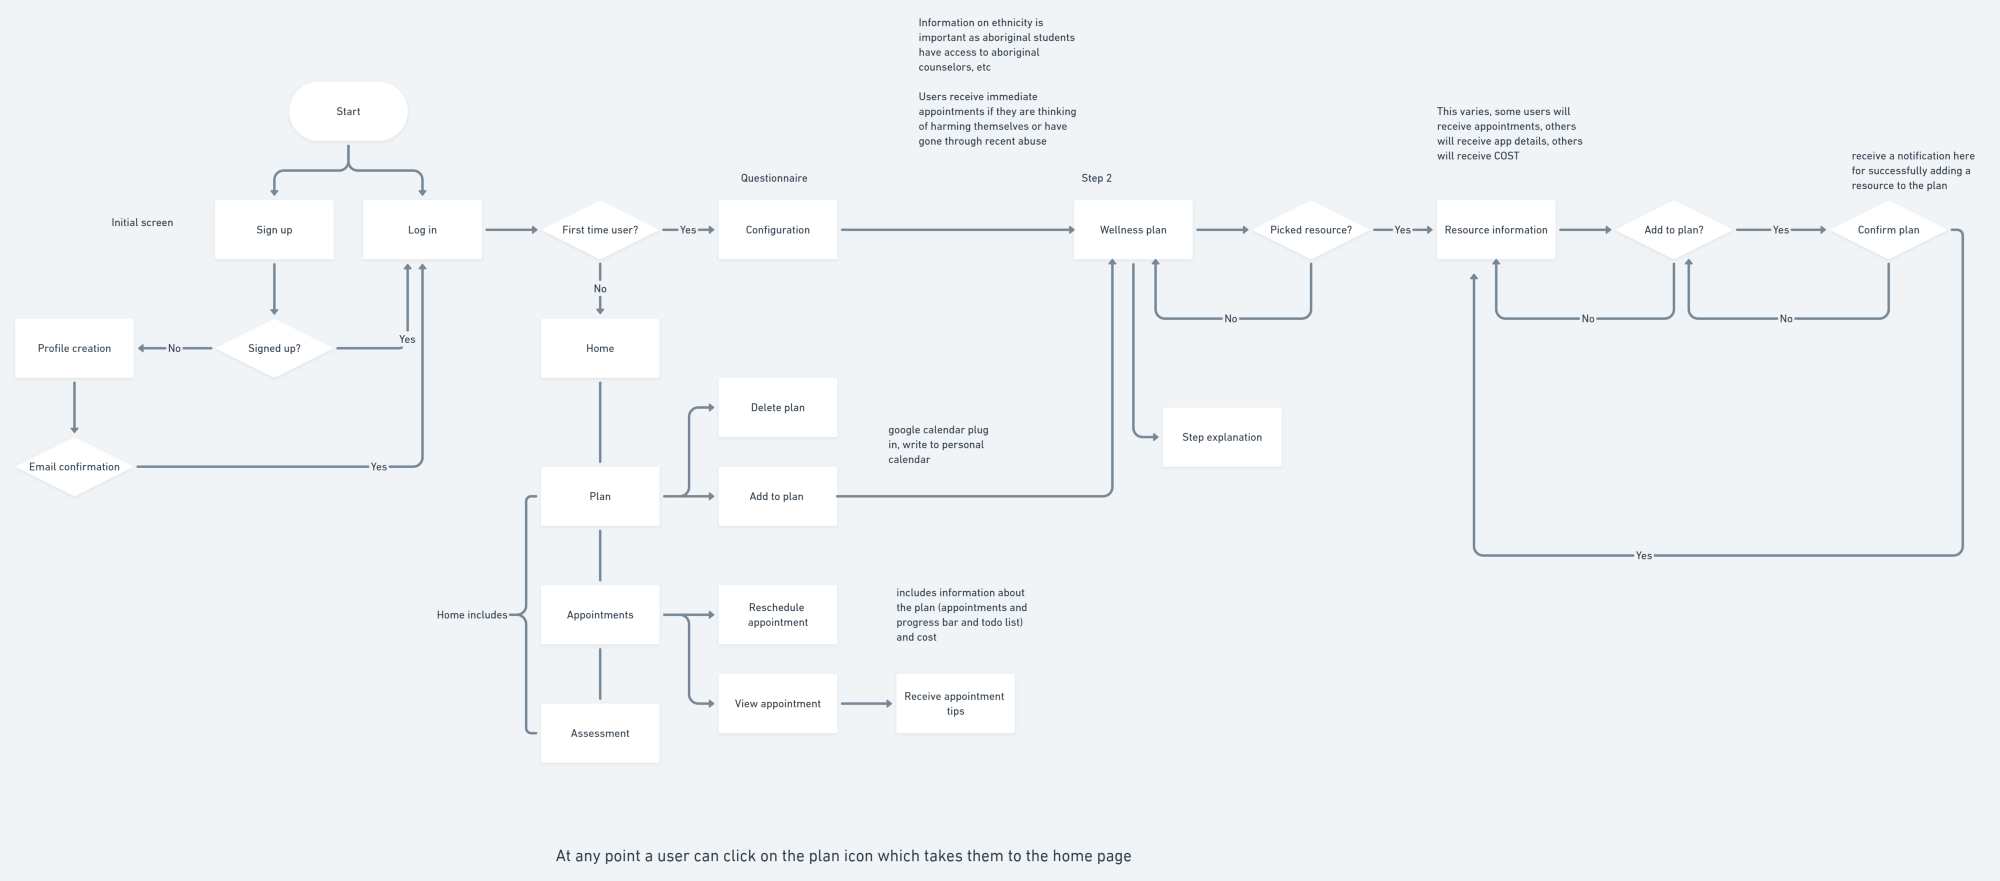 Information on ethnicity is
important as aboriginal students
have access to aboriginal
counselors, etc
Users receive immediate
appointments if they are thinking
of harming themselves or have
gone through recent abuse
This varies, some users will
receive appointments, others
will receive app details, others
will receive COST
receive a notification here
for successfully adding a
resource to the plan
Start
Questionnaire
Step 2
Initial screen
Sign up
Log in
First time user?
Yes
Configuration
Wellness plan
Picked resource?
Yes
Resource information
Add to plan?
Yes
Confirm plan
No
No
No
No
Profile creation
No
Signed up?
Yes
Home
Delete plan
google calendar plug
in, write to personal
calendar
Step explanation
Email confirmation
Yes
Plan
Add to plan
Yes
Home includes
Appointments
Reschedule
appointment
includes information about
the plan (appointments and
progress bar and todo list)
and cost
View appointment
Receive appointment
tips
Assessment
At any point a user can click on the plan icon which takes them to the home page